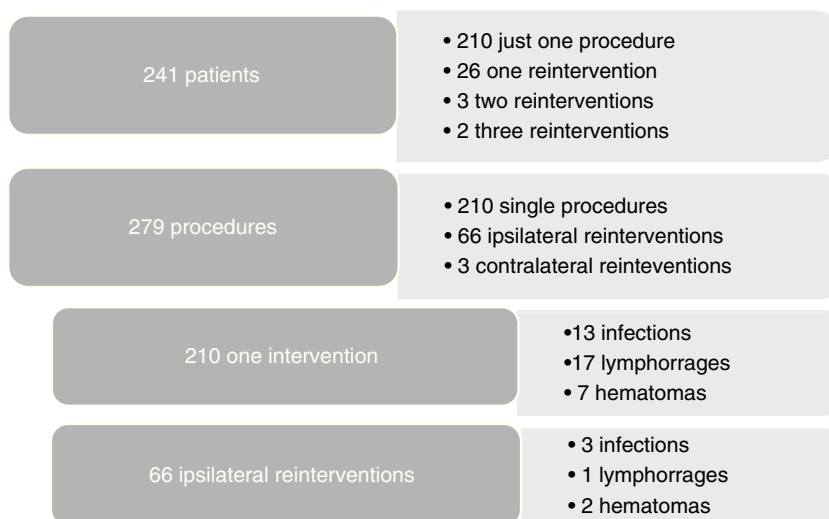 241 patients
• 210 just one procedure
• 26 one reintervention
• 3 two reinterventions
• 2 three reinterventions
279 procedures
• 210 single procedures
• 66 ipsilateral reinterventions
• 3 contralateral reinteventions
210 one intervention
•13 infections
•17 lymphorrages
• 7 hematomas
66 ipsilateral reinterventions
• 3 infections
• 1 lymphorrages
• 2 hematomas